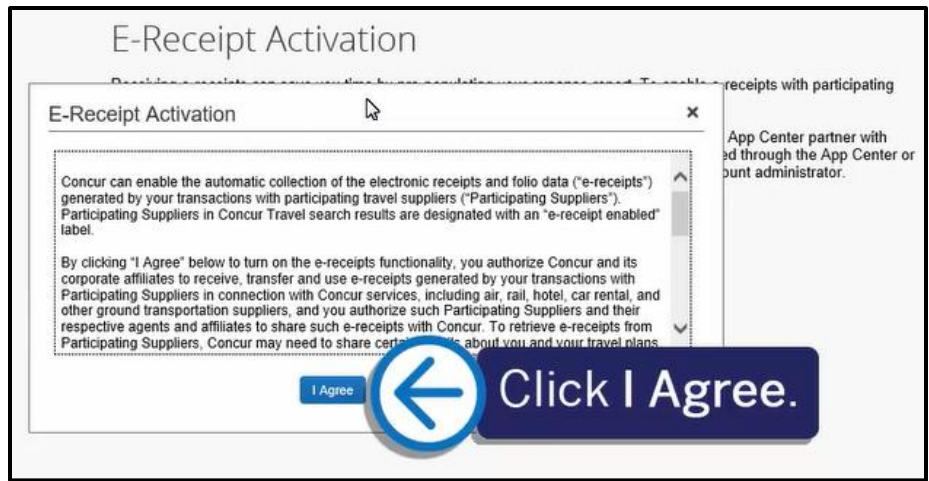 E-Receipt Activation
receipts with participating
E-Receipt Activation
App Center partner with
ed through the App Center or
ount administrator.
Concur can enable the automatic collection of the electronic receipts and folio data ("e-receipts")
generated by your transactions with participating travel suppliers ("Participating Suppliers").
Participating Suppliers in Concur Travel search results are designated with an "e-receipt enabled"
label.
By clicking "I Agree" below to turn on the e-receipts functionality, you authorize Concur and its
corporate affiliates to receive, transfer and use e-receipts generated by your transactions with
Participating Suppliers in connection with Concur services, including air, rail, hotel, car rental, and
other ground transportation suppliers, and you authorize such Participating Suppliers and their
respective agents and affiliates to share such e-receipts with Concur. To retrieve e-receipts from
Participating Suppliers, Concur may need to share about you and your travel plans
I Agree
Click I Agree.